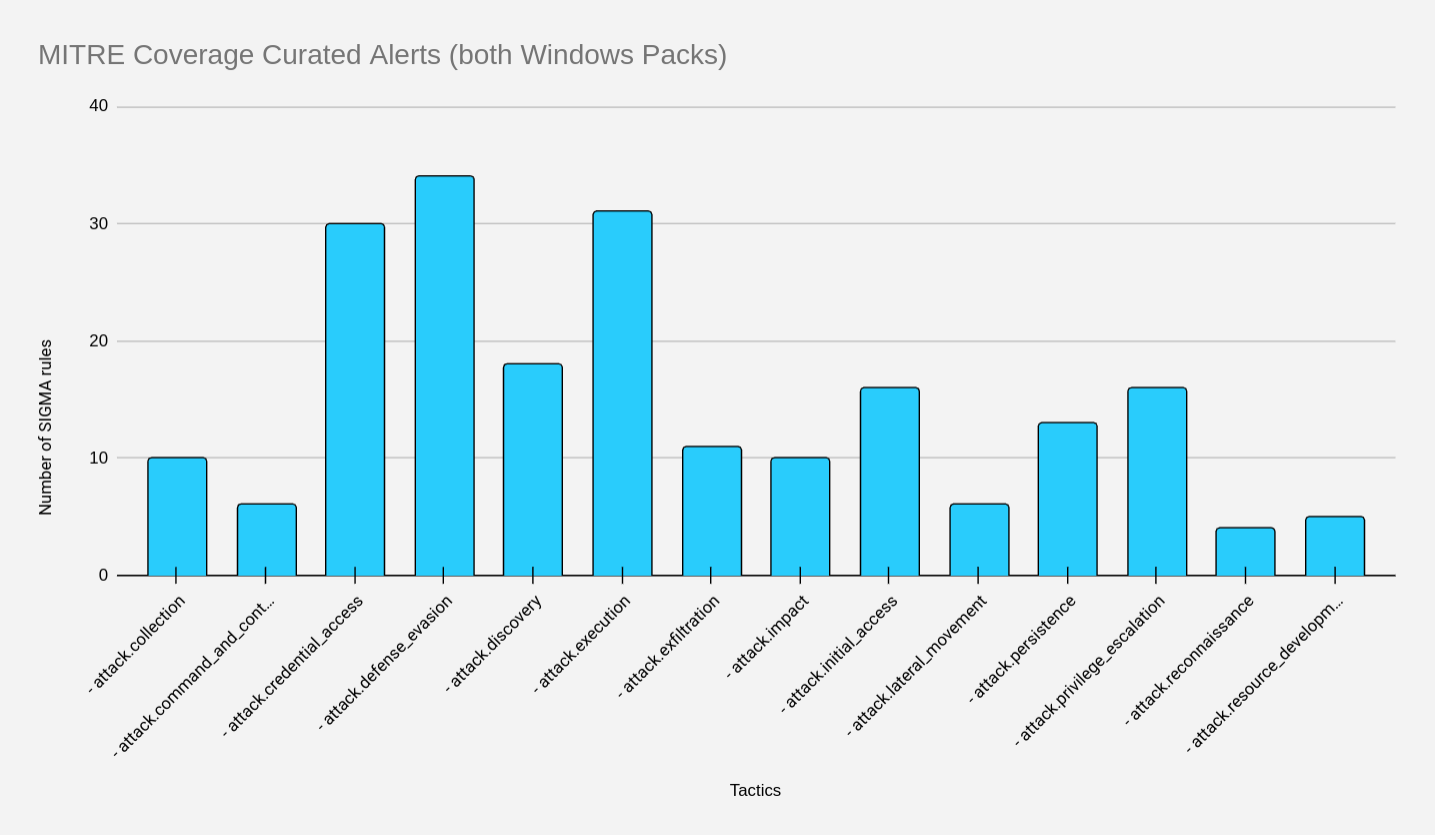 MITRE Coverage Curated Alerts (both Windows Packs)
40
30
20
10
0
Number of SIGMA rules
- attack.collection
- attack.command_and_cont...
- attack.credential_access
- attack.defense_evasion
- attack.discovery
- attack.execution
- attack.exfiltration
- attack.impact
- attack.initial_access
- attack.lateral_movement
- attack.persistence
- attack.privilege_escalation
- attack.reconnaissance
- attack.resource_developm...
Tactics